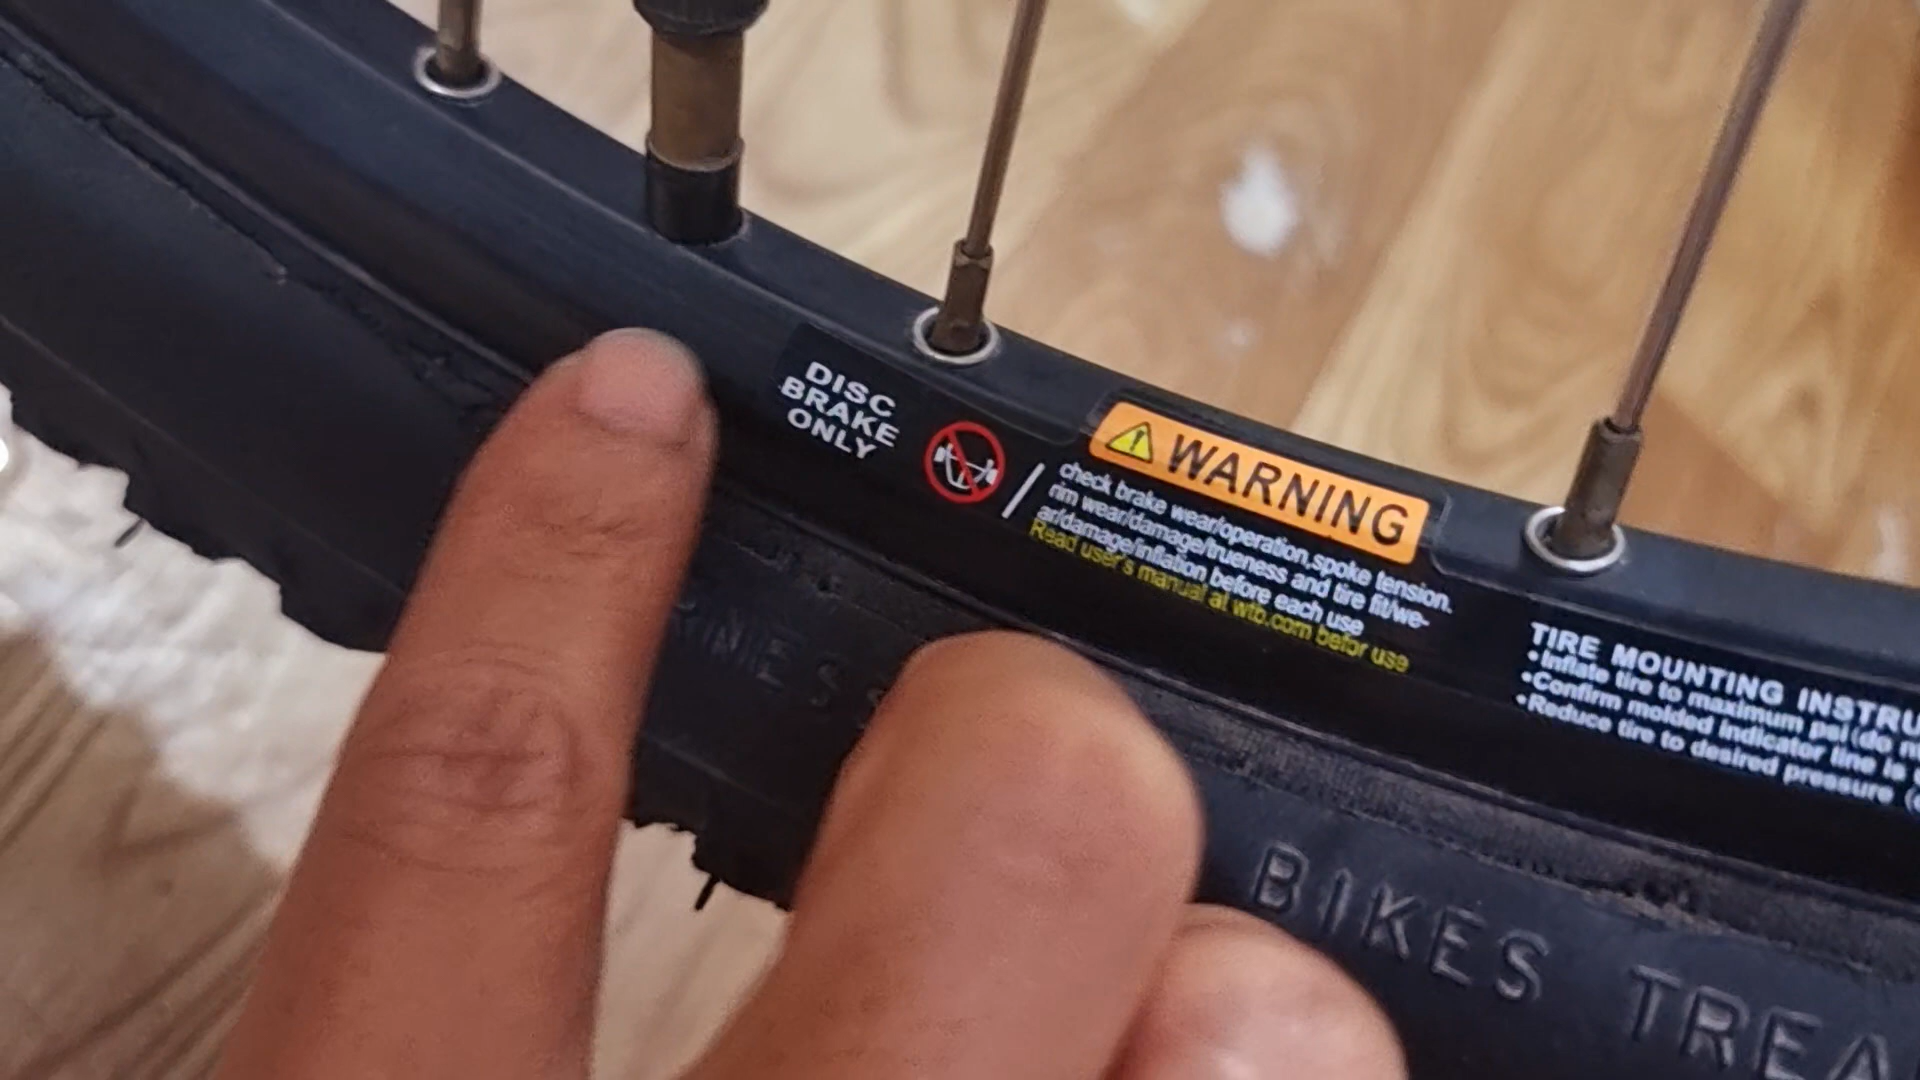 DISC
BRAKE
ONLY
WARNING
check brake wear/operation,spoke tension.
rim wear/damage/trueness and tire fit/we-
ar/damage/inflation before each use
Read user's manual at wtb.com befor use
TIRE MOUNTING INSTRU
•Inflate tire to maximum psi (do n
•Confirm molded indicator line is
•Reduce tire to desired pressure (
RNESS
BIKES TREA